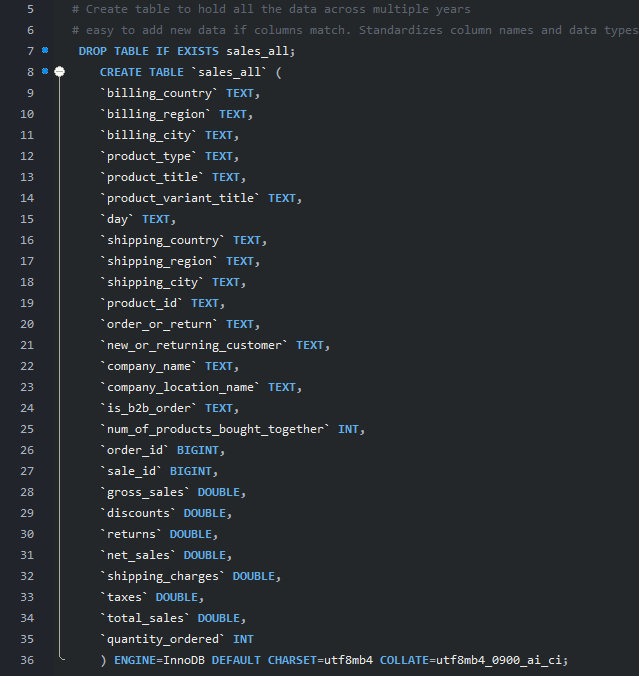 5 # Create table to hold all the data across multiple years
6 # easy to add new data if columns match. Standardizes column names and data types
7 DROP TABLE IF EXISTS sales_all;
8 CREATE TABLE `sales_all` (
9 `billing_country` TEXT,
10 `billing_region` TEXT,
11 `billing_city` TEXT,
12 `product_type` TEXT,
13 `product_title` TEXT,
14 `product_variant_title` TEXT,
15 `day` TEXT,
16 `shipping_country` TEXT,
17 `shipping_region` TEXT,
18 `shipping_city` TEXT,
19 `product_id` TEXT,
20 `order_or_return` TEXT,
21 `new_or_returning_customer` TEXT,
22 `company_name` TEXT,
23 `company_location_name` TEXT,
24 `is_b2b_order` TEXT,
25 `num_of_products_bought_together` INT,
26 `order_id` BIGINT,
27 `sale_id` BIGINT,
28 `gross_sales` DOUBLE,
29 `discounts` DOUBLE,
30 `returns` DOUBLE,
31 `net_sales` DOUBLE,
32 `shipping_charges` DOUBLE,
33 `taxes` DOUBLE,
34 `total_sales` DOUBLE,
35 `quantity_ordered` INT
36 ) ENGINE=InnoDB DEFAULT CHARSET=utf8mb4 COLLATE=utf8mb4_0900_ai_ci;